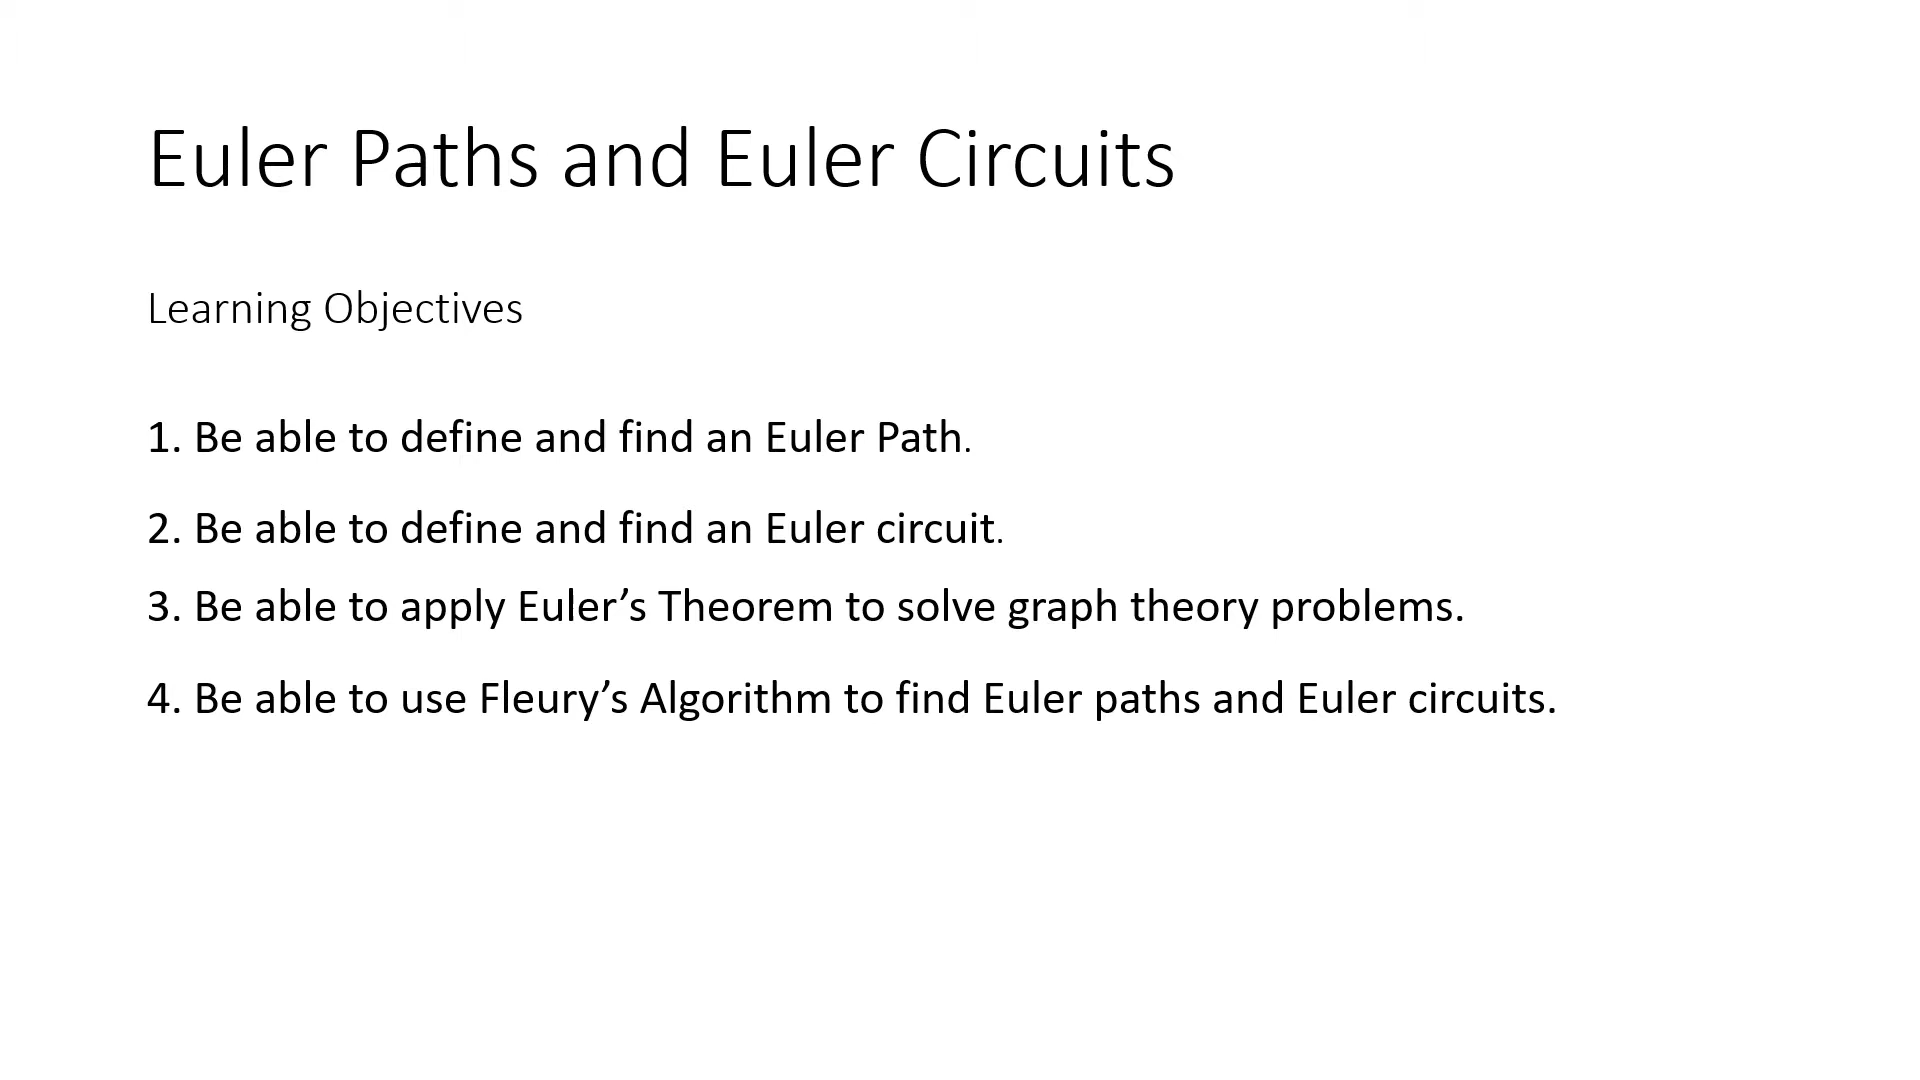 Euler Paths and Euler Circuits
Learning Objectives
1. Be able to define and find an Euler Path.
2. Be able to define and find an Euler circuit.
3. Be able to apply Euler’s Theorem to solve graph theory problems.
4. Be able to use Fleury’s Algorithm to find Euler paths and Euler circuits.